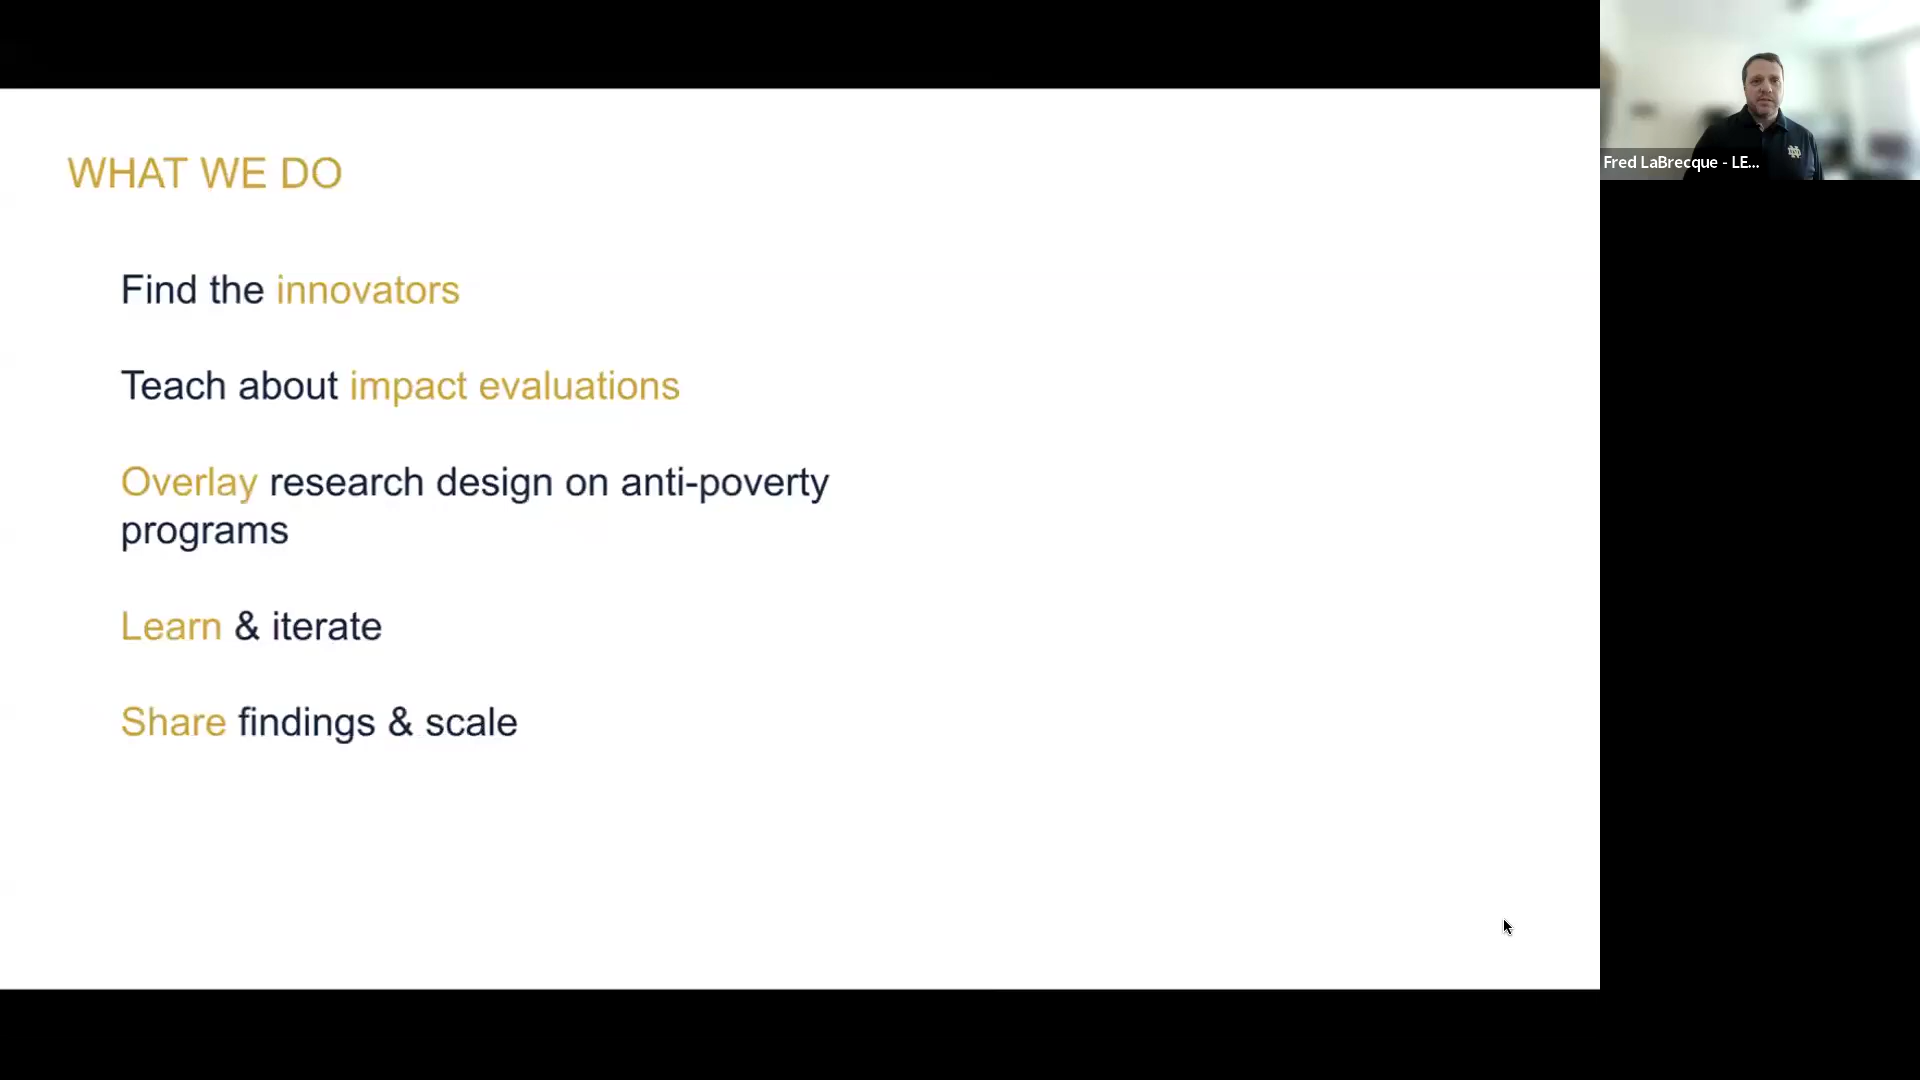 WHAT WE DO
Find the innovators
Teach about impact evaluations
Overlay research design on anti-poverty
programs
Learn & iterate
Share findings & scale
Fred LaBrecque - LE...